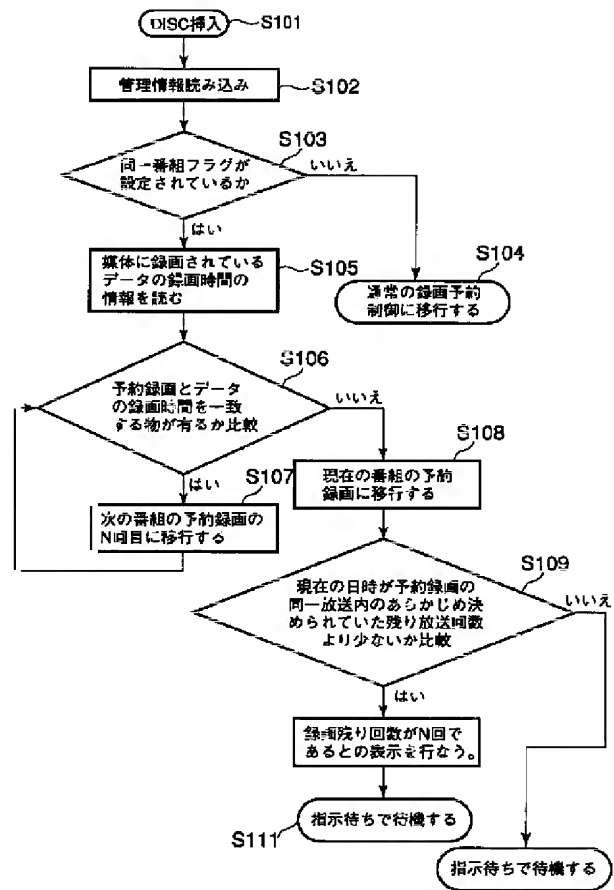 DISC挿入
S101
管理情報読み込み
S102
S103
同一番組フラグが
設定されているか
いいえ
はい
媒体に録画されている
データの録画時間の
情報を読む
S105
S104
通常の録画予約
制御に移行する
S106
予約録画とデータ
の録画時間を一致
する物が有るか比較
いいえ
はい
S107
次の番組の予約録画の
N回目に移行する
S108
現在の番組の予約
録画に移行する
S109
現在の日時が予約録画の
同一放送内のあらかじめ決
められていた残り放送回数
より少ないか比較
いいえ
はい
録画残り回数がN回で
あるとの表示を行なう。
指示待ちで待機する
S111
指示待ちで待機する